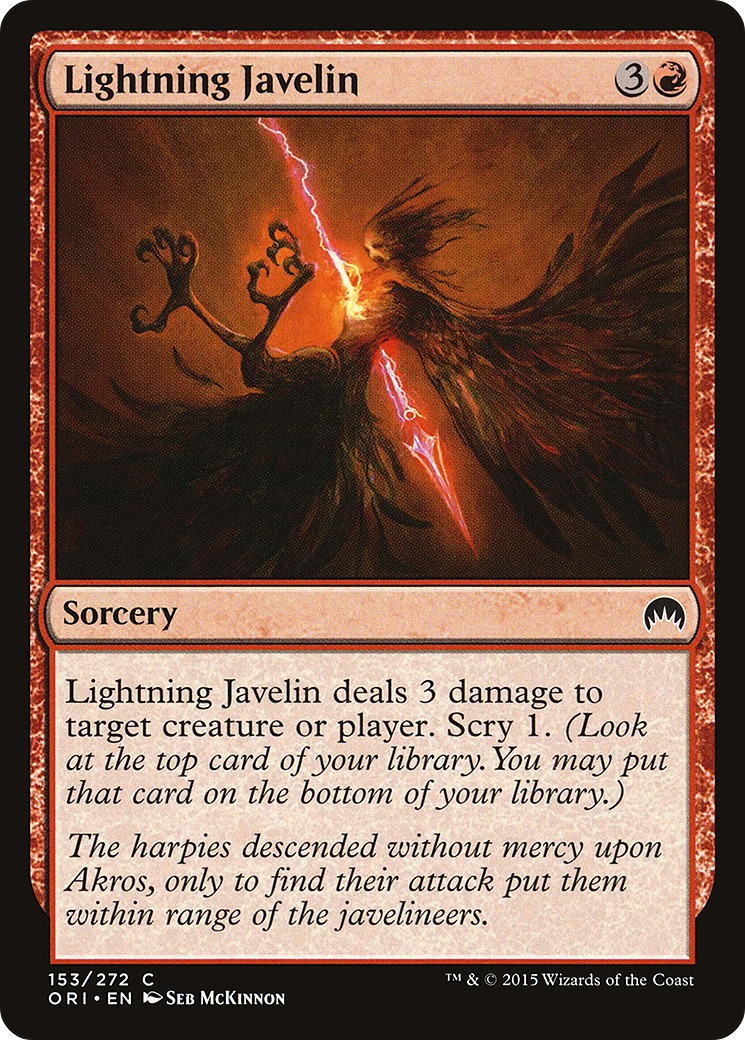 Lightning Javelin 3
Sorcery
Lightning Javelin deals 3 damage to
target creature or player. Scry 1. (Look
at the top card of your library. You may put
that card on the bottom of your library.)
The harpies descended without mercy upon
Akros, only to find their attack put them
within range of the javelineers.
153/272 C
ORI • EN Seb McKinnon
™ & © 2015 Wizards of the Coast